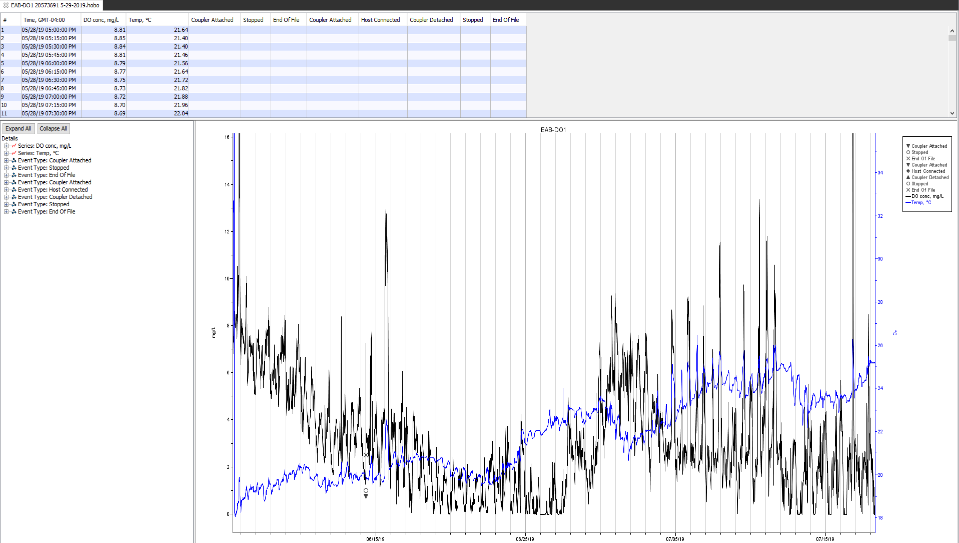 EAB-DO1 20573691 5-29-2019.hobo
# Time, GMT-04:00 DO conc, mg/L Temp, °C Coupler Attached Stopped End Of File Coupler Attached Host Connected Coupler Detached Stopped End Of File
1 05/28/19 05:00:00 PM 8.81 21.64
2 05/28/19 05:15:00 PM 8.85 21.40
3 05/28/19 05:30:00 PM 8.84 21.40
4 05/28/19 05:45:00 PM 8.81 21.46
5 05/28/19 06:00:00 PM 8.79 21.56
6 05/28/19 06:15:00 PM 8.77 21.64
7 05/28/19 06:30:00 PM 8.75 21.72
8 05/28/19 06:45:00 PM 8.73 21.82
9 05/28/19 07:00:00 PM 8.72 21.88
10 05/28/19 07:15:00 PM 8.70 21.96
11 05/28/19 07:30:00 PM 8.69 22.04
Expand All Collapse All
Details
Series: DO conc, mg/L
Series: Temp, °C
Event Type: Coupler Attached
Event Type: Stopped
Event Type: End Of File
Event Type: Coupler Attached
Event Type: Host Connected
Event Type: Coupler Detached
Event Type: Stopped
Event Type: End Of File
EAB-DO1
16
14
12
10
8
6
4
2
0
mg/L
34
32
30
28
26
24
22
20
18
°C
06/15/19 06/25/19 07/05/19 07/15/19
Coupler Attached
Stopped
End Of File
Coupler Attached
Host Connected
Coupler Detached
Stopped
End Of File
DO conc, mg/L
Temp, °C